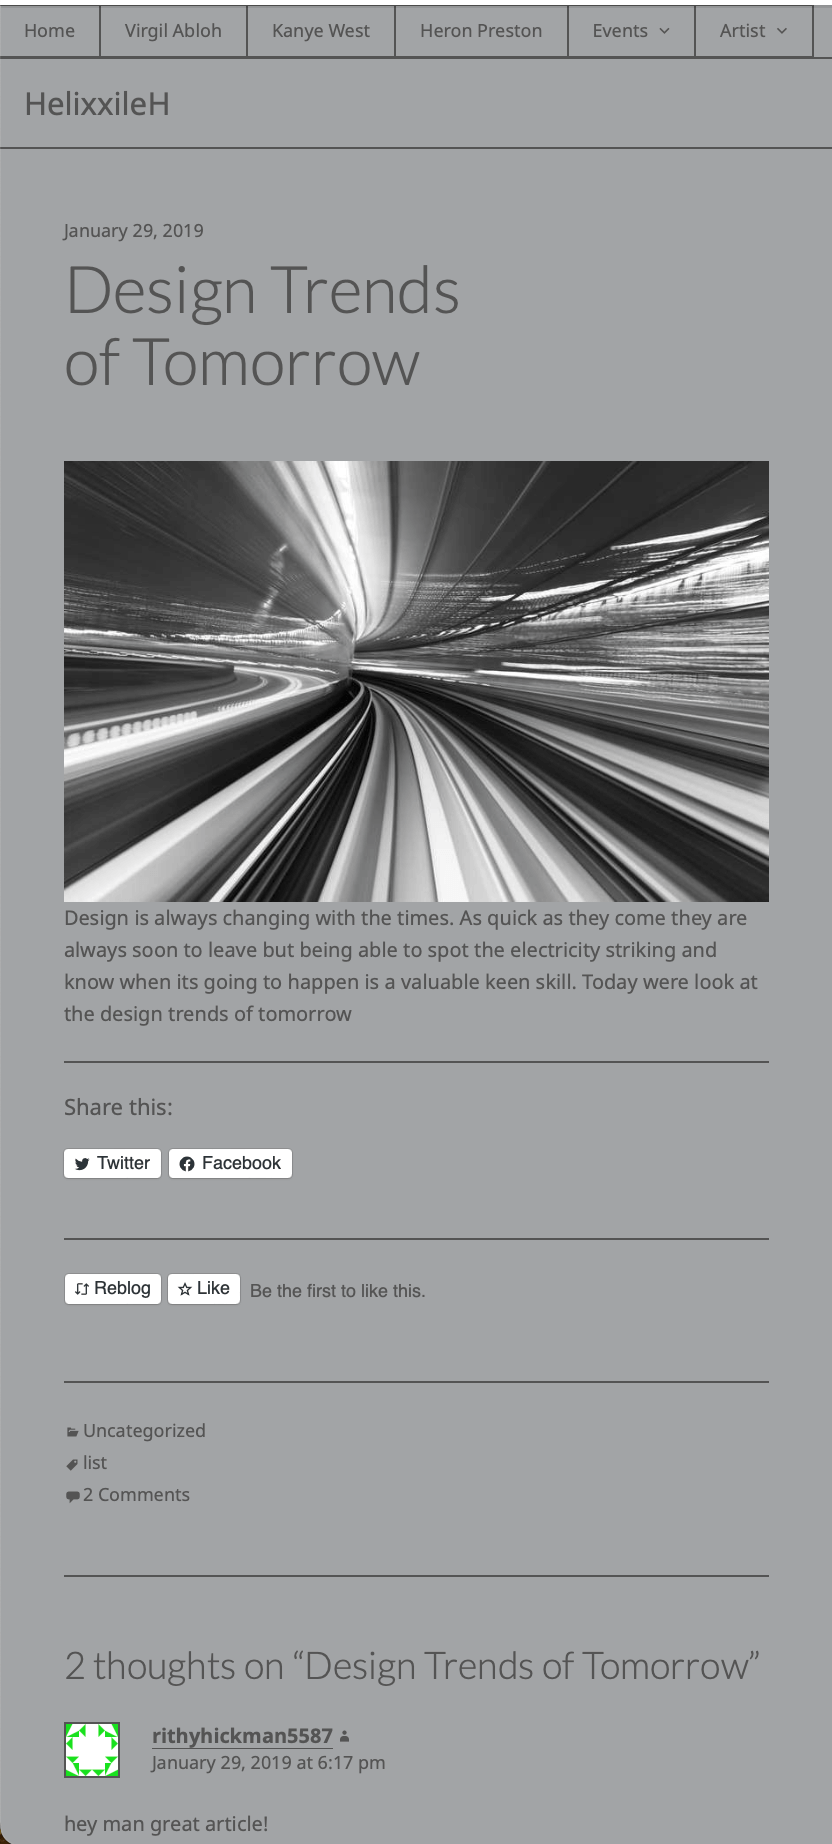 Home Virgil Abloh Kanye West Heron Preston Events Artist
HelixxileH
January 29, 2019
Design Trends
of Tomorrow
Design is always changing with the times. As quick as they come they are
always soon to leave but being able to spot the electricity striking and
know when its going to happen is a valuable keen skill. Today were look at
the design trends of tomorrow
Share this:
Twitter Facebook
Reblog Like Be the first to like this.
Uncategorized
list
2 Comments
2 thoughts on “Design Trends of Tomorrow”
rithyhickman5587
January 29, 2019 at 6:17 pm
hey man great article!